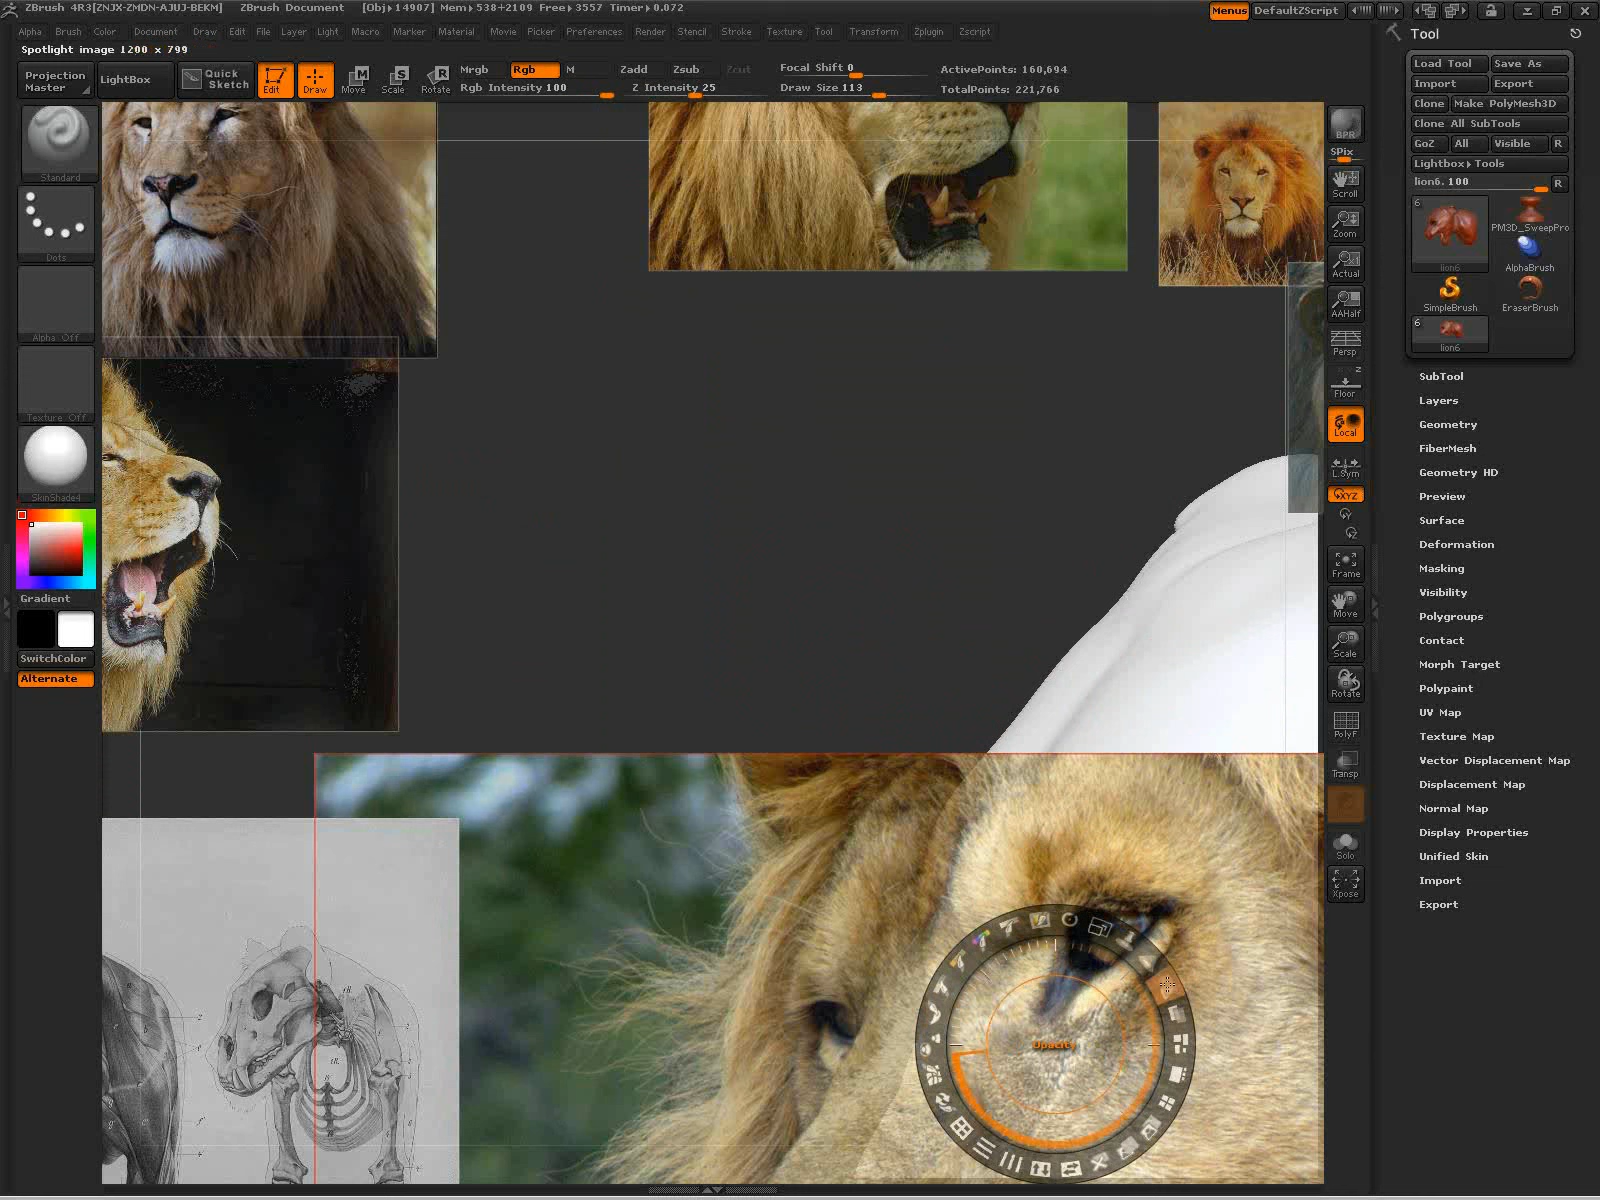 ZBrush 4R3[ZNJX-ZMDN-AJUJ-BEKM] ZBrush Document [Obj▸14907] Mem▸538+2109 Free▸3557 Timer▸0.072
Menus DefaultZScript
Alpha Brush Color Document Draw Edit File Layer Light Macro Marker Material Movie Picker Preferences Render Stencil Stroke Texture Tool Transform Zplugin Zscript
Spotlight image 1200 x 799
Projection Master
LightBox
Quick Sketch
Edit
Draw
Move
Scale
Rotate
Mrgb Rgb M
Rgb Intensity 100
Zadd Zsub Zcut
Z Intensity 25
Focal Shift 0
Draw Size 113
ActivePoints: 160,694
TotalPoints: 221,766
Standard
Dots
Alpha Off
Texture Off
SkinShade4
Gradient
SwitchColor
Alternate
Opacity
BPR
SPix
Scroll
Zoom
Actual
AAHalf
Persp
Floor
Local
L.Sym
XYZ
Frame
Move
Scale
Rotate
PolyF
Transp
Solo
Xpose
Tool
Load Tool Save As
Import Export
Clone Make PolyMesh3D
Clone All SubTools
GoZ All Visible R
Lightbox▸Tools
lion6. 100 R
6
lion6
PM3D_SweepPro
AlphaBrush
SimpleBrush
EraserBrush
6
lion6
SubTool
Layers
Geometry
FiberMesh
Geometry HD
Preview
Surface
Deformation
Masking
Visibility
Polygroups
Contact
Morph Target
Polypaint
UV Map
Texture Map
Vector Displacement Map
Displacement Map
Normal Map
Display Properties
Unified Skin
Import
Export